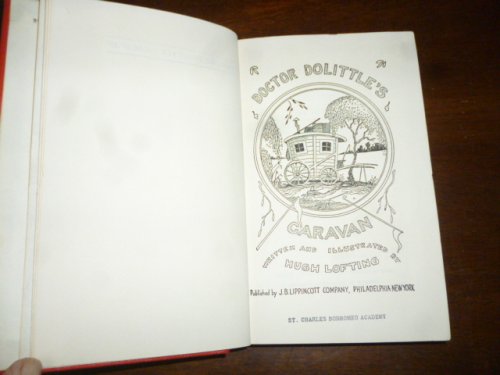 DOCTOR DOLITTLE'S
CARAVAN
WRITTEN AND ILLUSTRATED BY
HUGH LOFTING
Published by J.B. LIPPINCOTT COMPANY, PHILADELPHIA NEW YORK
ST. CHARLES BORROMEO ACADEMY